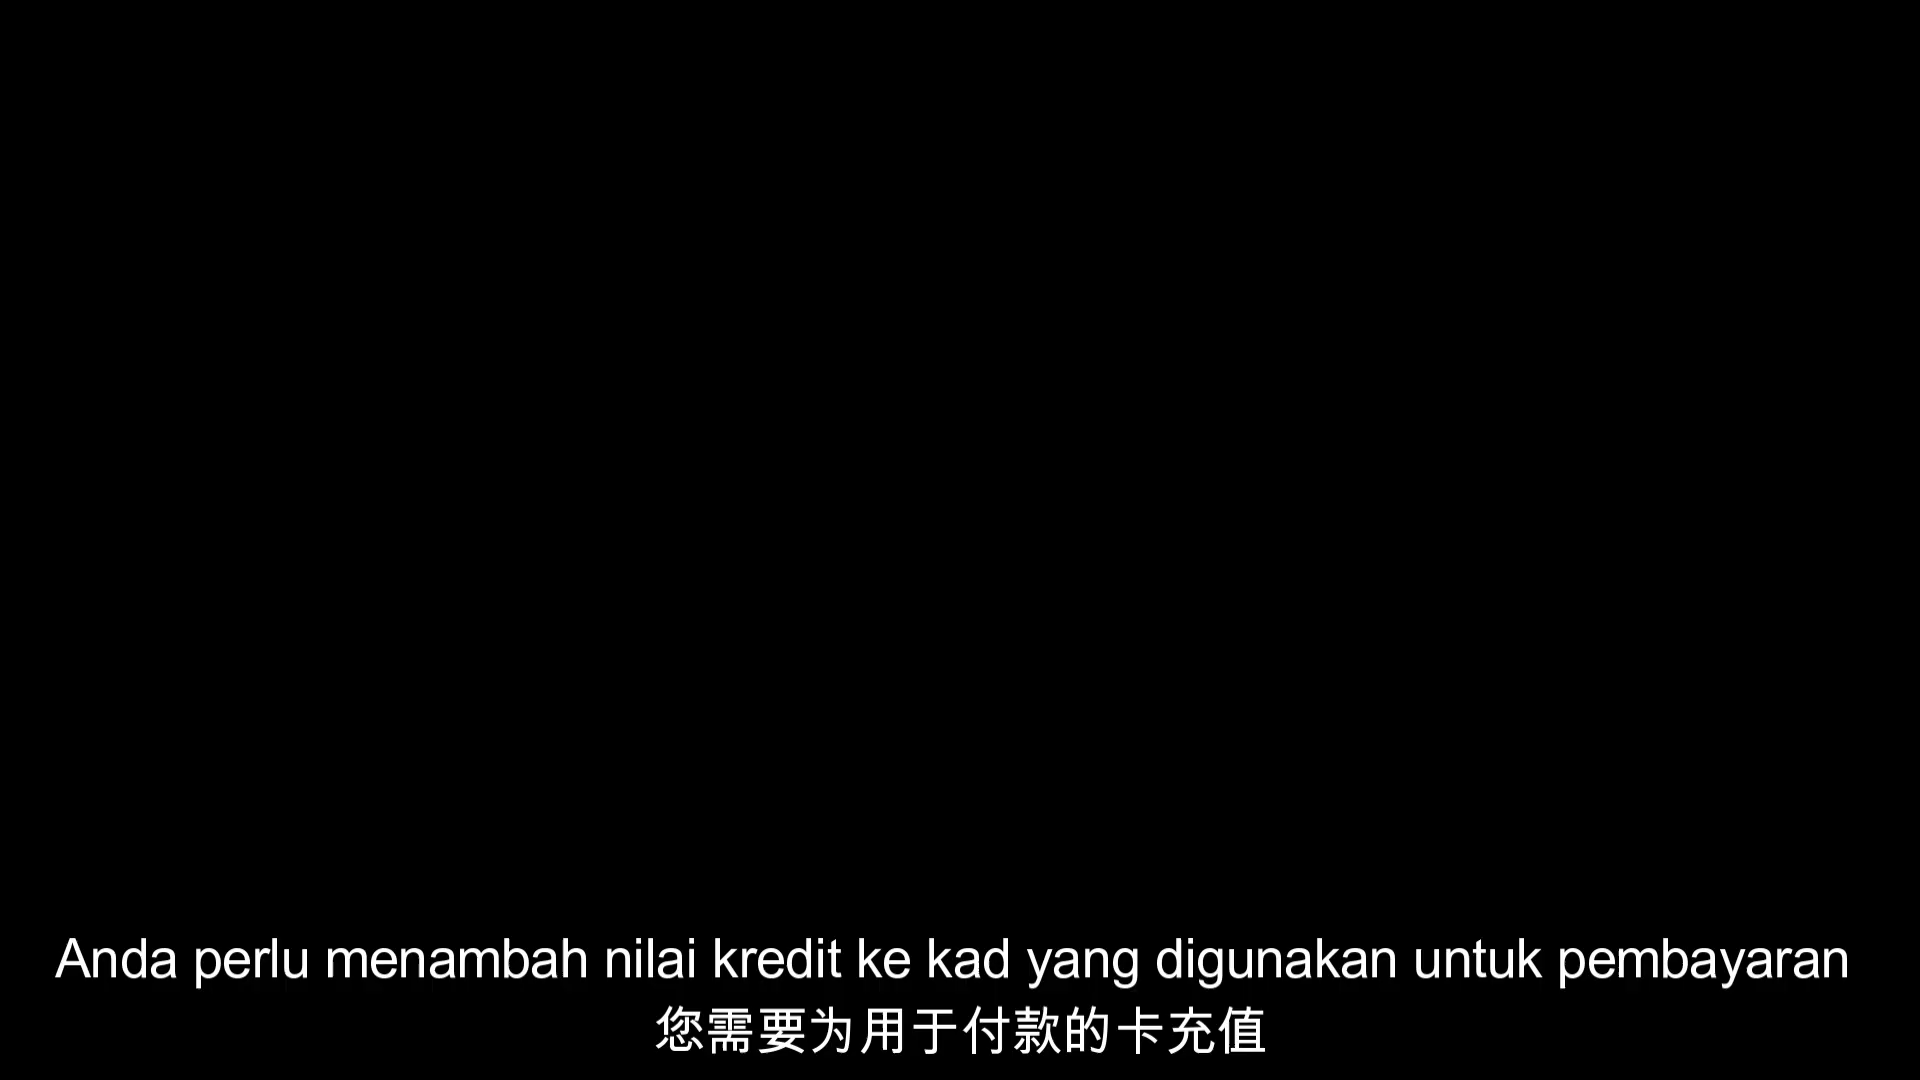 Anda perlu menambah nilai kredit ke kad yang digunakan untuk pembayaran
您需要为用于付款的卡充值